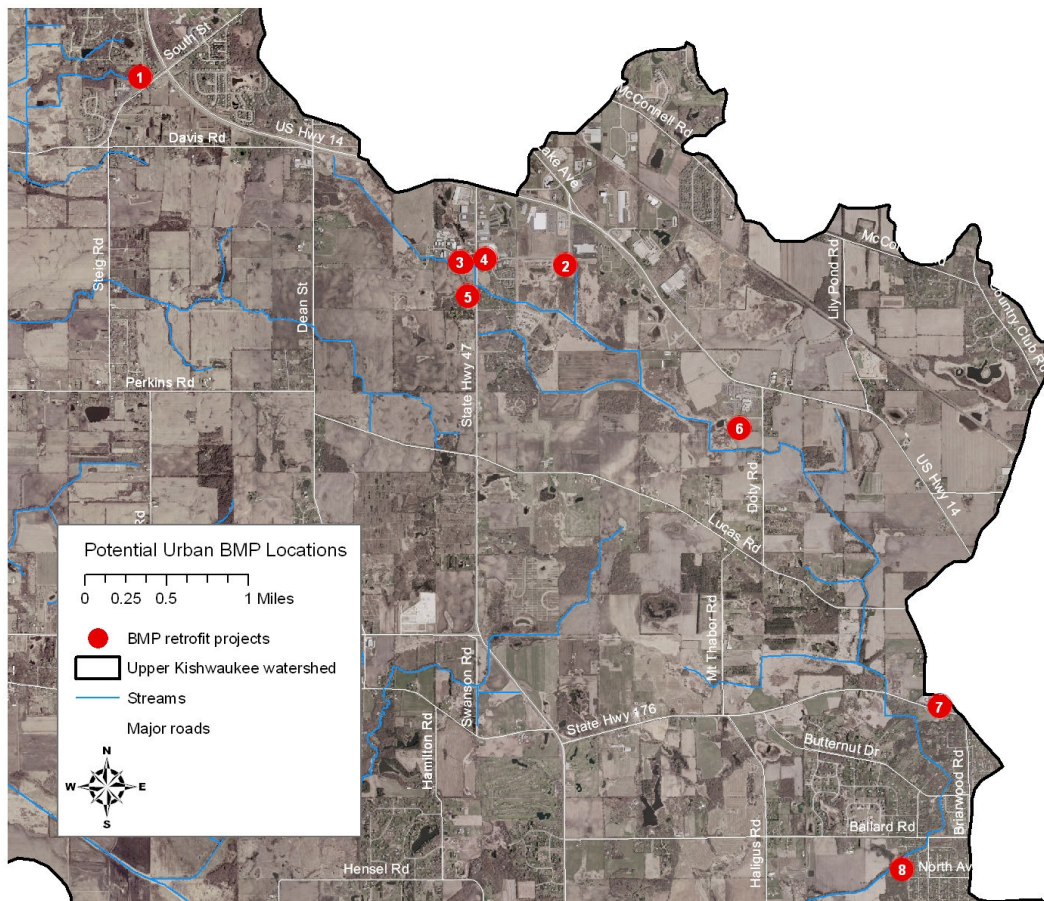 South St
1
McConnell Rd
US Hwy 14
Davis Rd
Lake Ave
McCon
Lily Pond Rd
Country Club Rd
Steig Rd
Dean St
3
4
2
5
State Hwy 47
Perkins Rd
6
Doty Rd
US Hwy 14
Lucas Rd
Rd
Potential Urban BMP Locations
0 0.25 0.5 1 Miles
BMP retrofit projects
Upper Kishwaukee watershed
Streams
Major roads
N
W E
S
Mt Thabor Rd
Swanson Rd
Hamilton Rd
State Hwy 176
7
Butternut Dr
Briarwood Rd
Ballard Rd
Haligus Rd
8
North Av
Hensel Rd